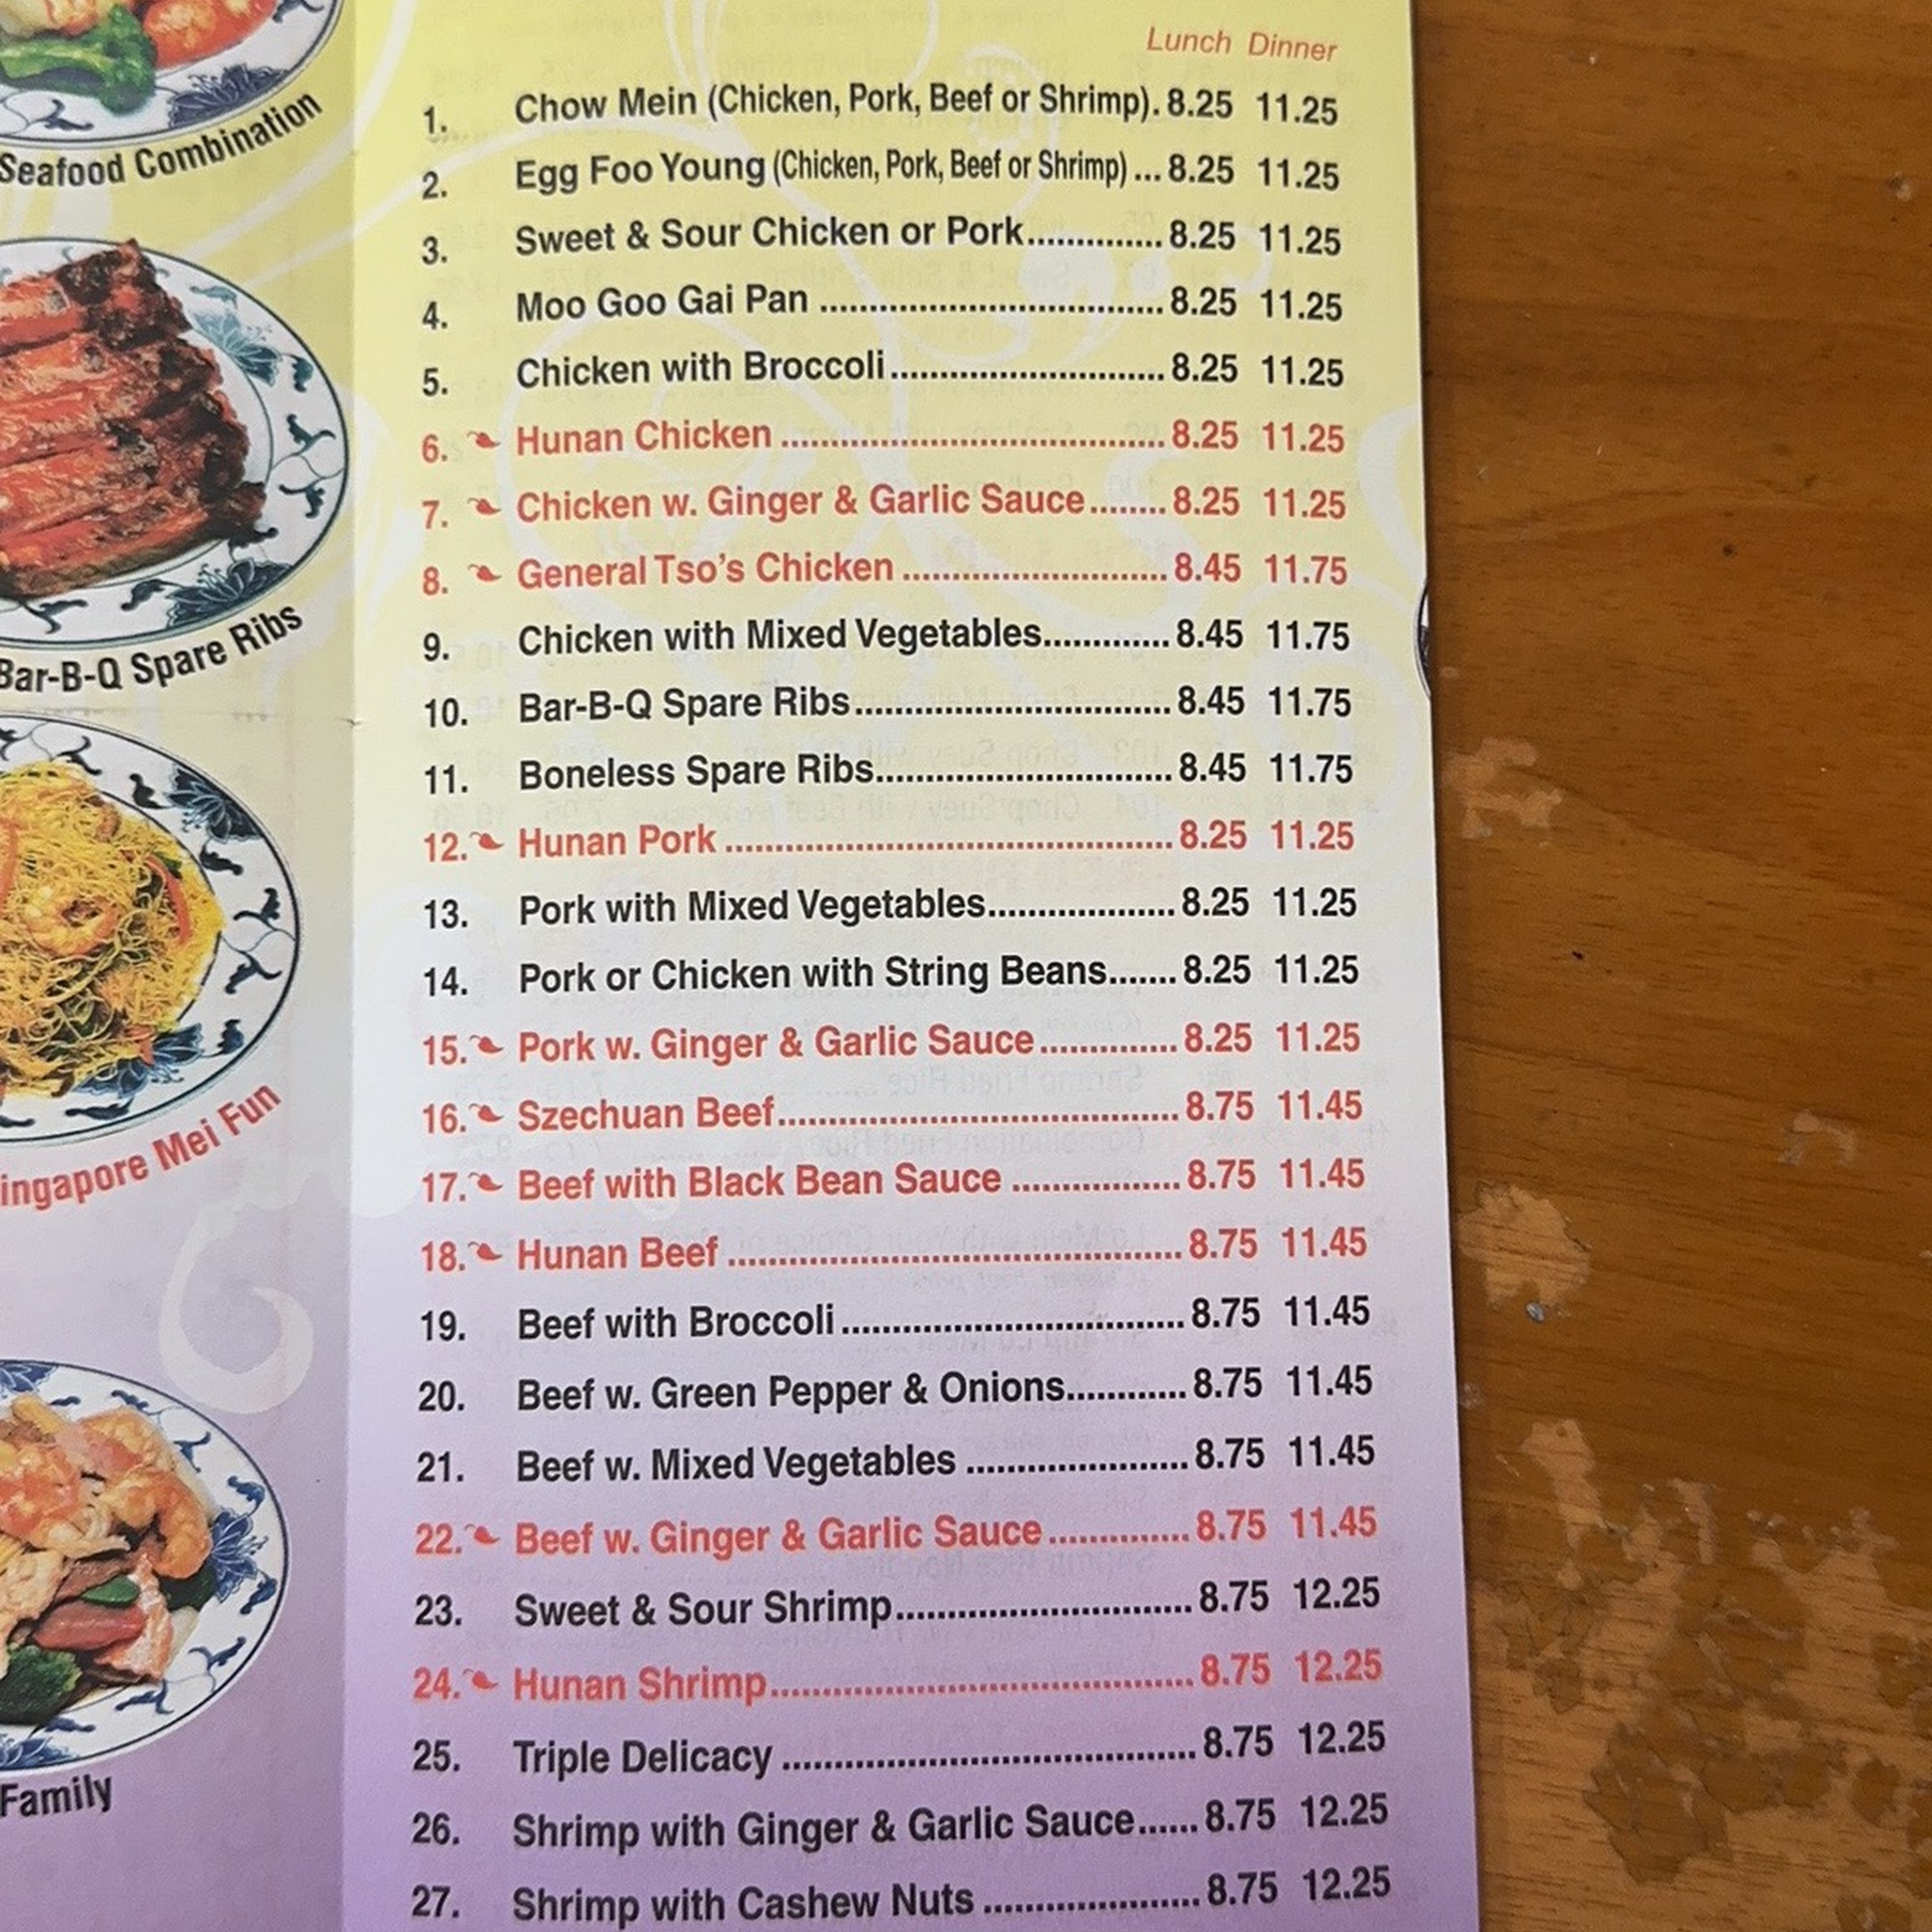 Seafood Combination
Bar-B-Q Spare Ribs
ingapore Mei Fun
Family
Lunch Dinner
1. Chow Mein (Chicken, Pork, Beef or Shrimp). 8.25 11.25
2. Egg Foo Young (Chicken, Pork, Beef or Shrimp) ... 8.25 11.25
3. Sweet & Sour Chicken or Pork.............. 8.25 11.25
4. Moo Goo Gai Pan .................................. 8.25 11.25
5. Chicken with Broccoli........................... 8.25 11.25
6. Hunan Chicken ...................................... 8.25 11.25
7. Chicken w. Ginger & Garlic Sauce........ 8.25 11.25
8. General Tso's Chicken .......................... 8.45 11.75
9. Chicken with Mixed Vegetables............. 8.45 11.75
10. Bar-B-Q Spare Ribs............................... 8.45 11.75
11. Boneless Spare Ribs............................. 8.45 11.75
12. Hunan Pork ............................................ 8.25 11.25
13. Pork with Mixed Vegetables................... 8.25 11.25
14. Pork or Chicken with String Beans....... 8.25 11.25
15. Pork w. Ginger & Garlic Sauce.............. 8.25 11.25
16. Szechuan Beef........................................ 8.75 11.45
17. Beef with Black Bean Sauce ................. 8.75 11.45
18. Hunan Beef ............................................. 8.75 11.45
19. Beef with Broccoli.................................. 8.75 11.45
20. Beef w. Green Pepper & Onions............ 8.75 11.45
21. Beef w. Mixed Vegetables ...................... 8.75 11.45
22. Beef w. Ginger & Garlic Sauce.............. 8.75 11.45
23. Sweet & Sour Shrimp............................. 8.75 12.25
24. Hunan Shrimp.......................................... 8.75 12.25
25. Triple Delicacy ......................................... 8.75 12.25
26. Shrimp with Ginger & Garlic Sauce...... 8.75 12.25
27. Shrimp with Cashew Nuts ..................... 8.75 12.25